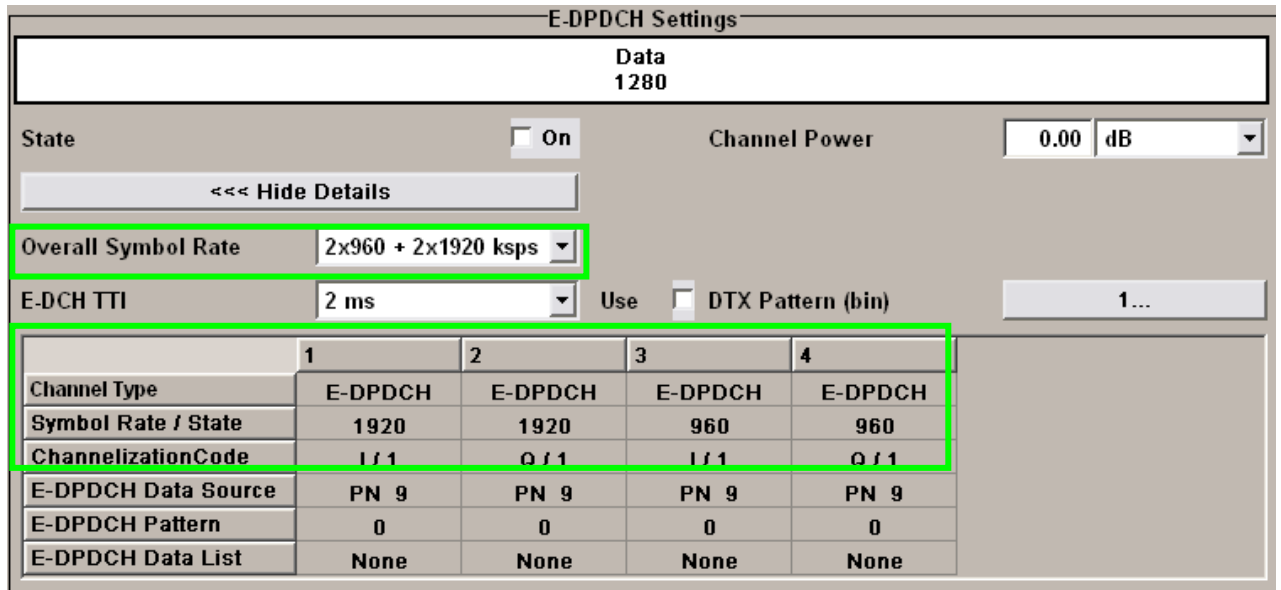 E-DPDCH Settings
Data
1280
State On Channel Power 0.00 dB
<<< Hide Details
Overall Symbol Rate 2x960 + 2x1920 ksps
E-DCH TTI 2 ms Use DTX Pattern (bin) 1...
1 2 3 4
Channel Type E-DPDCH E-DPDCH E-DPDCH E-DPDCH
Symbol Rate / State 1920 1920 960 960
ChannelizationCode I / 1 Q / 1 I / 1 Q / 1
E-DPDCH Data Source PN 9 PN 9 PN 9 PN 9
E-DPDCH Pattern 0 0 0 0
E-DPDCH Data List None None None None